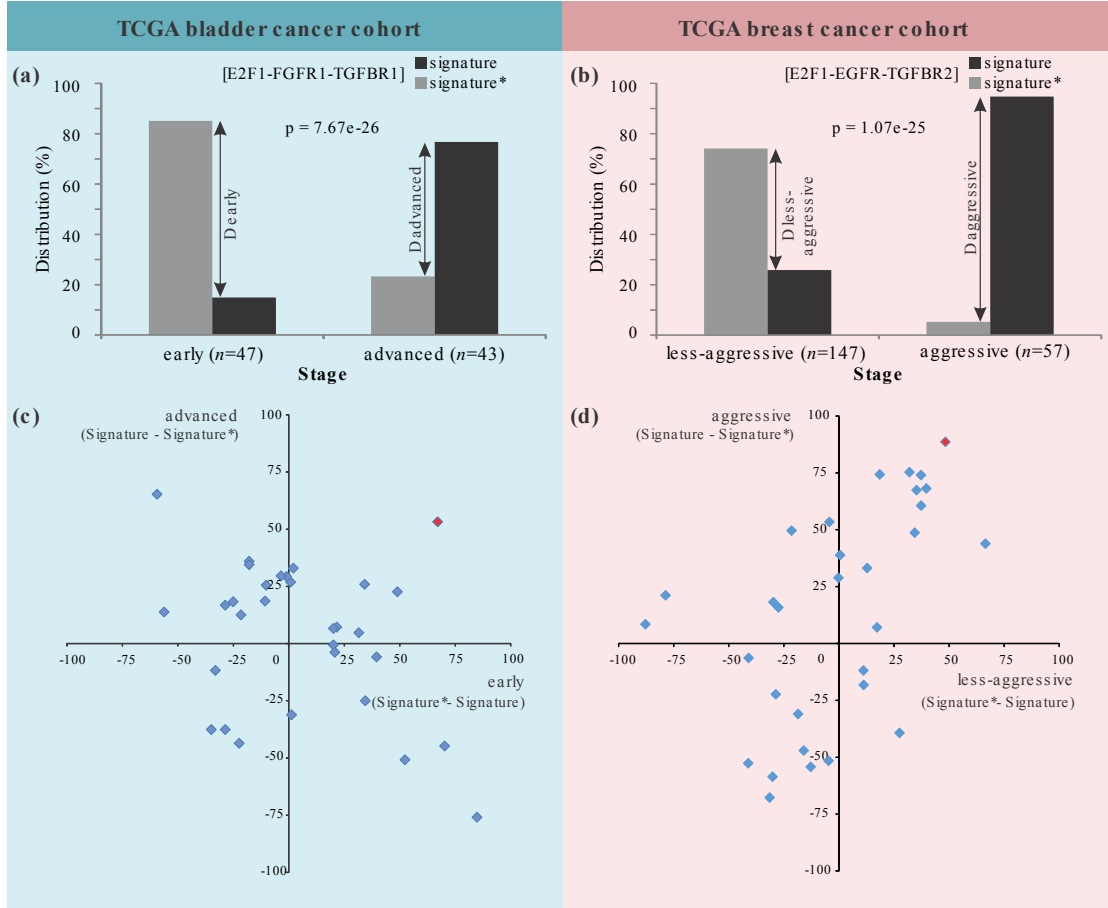 TCGA bladder cancer cohort
TCGA breast cancer cohort
(a)
[E2F1-FGFR1-TGFBR1]
signature
signature*
p = 7.67e-26
Distribution (%)
100
80
60
40
20
0
Dearly
Dadvanced
early (n=47)
advanced (n=43)
Stage
(b)
[E2F1-EGFR-TGFBR2]
signature
signature*
p = 1.07e-25
Distribution (%)
100
80
60
40
20
0
Dless-
aggressive
Daggressive
less-aggressive (n=147)
aggressive (n=57)
Stage
(c)
advanced
(Signature - Signature*)
100
75
50
25
-100 -75 -50 -25 0 25 50 75 100
early
(Signature*- Signature)
-25
-50
-75
-100
(d)
aggressive
(Signature - Signature*)
100
75
50
25
-100 -75 -50 -25 0 25 50 75 100
less-aggressive
(Signature*- Signature)
-25
-50
-75
-100